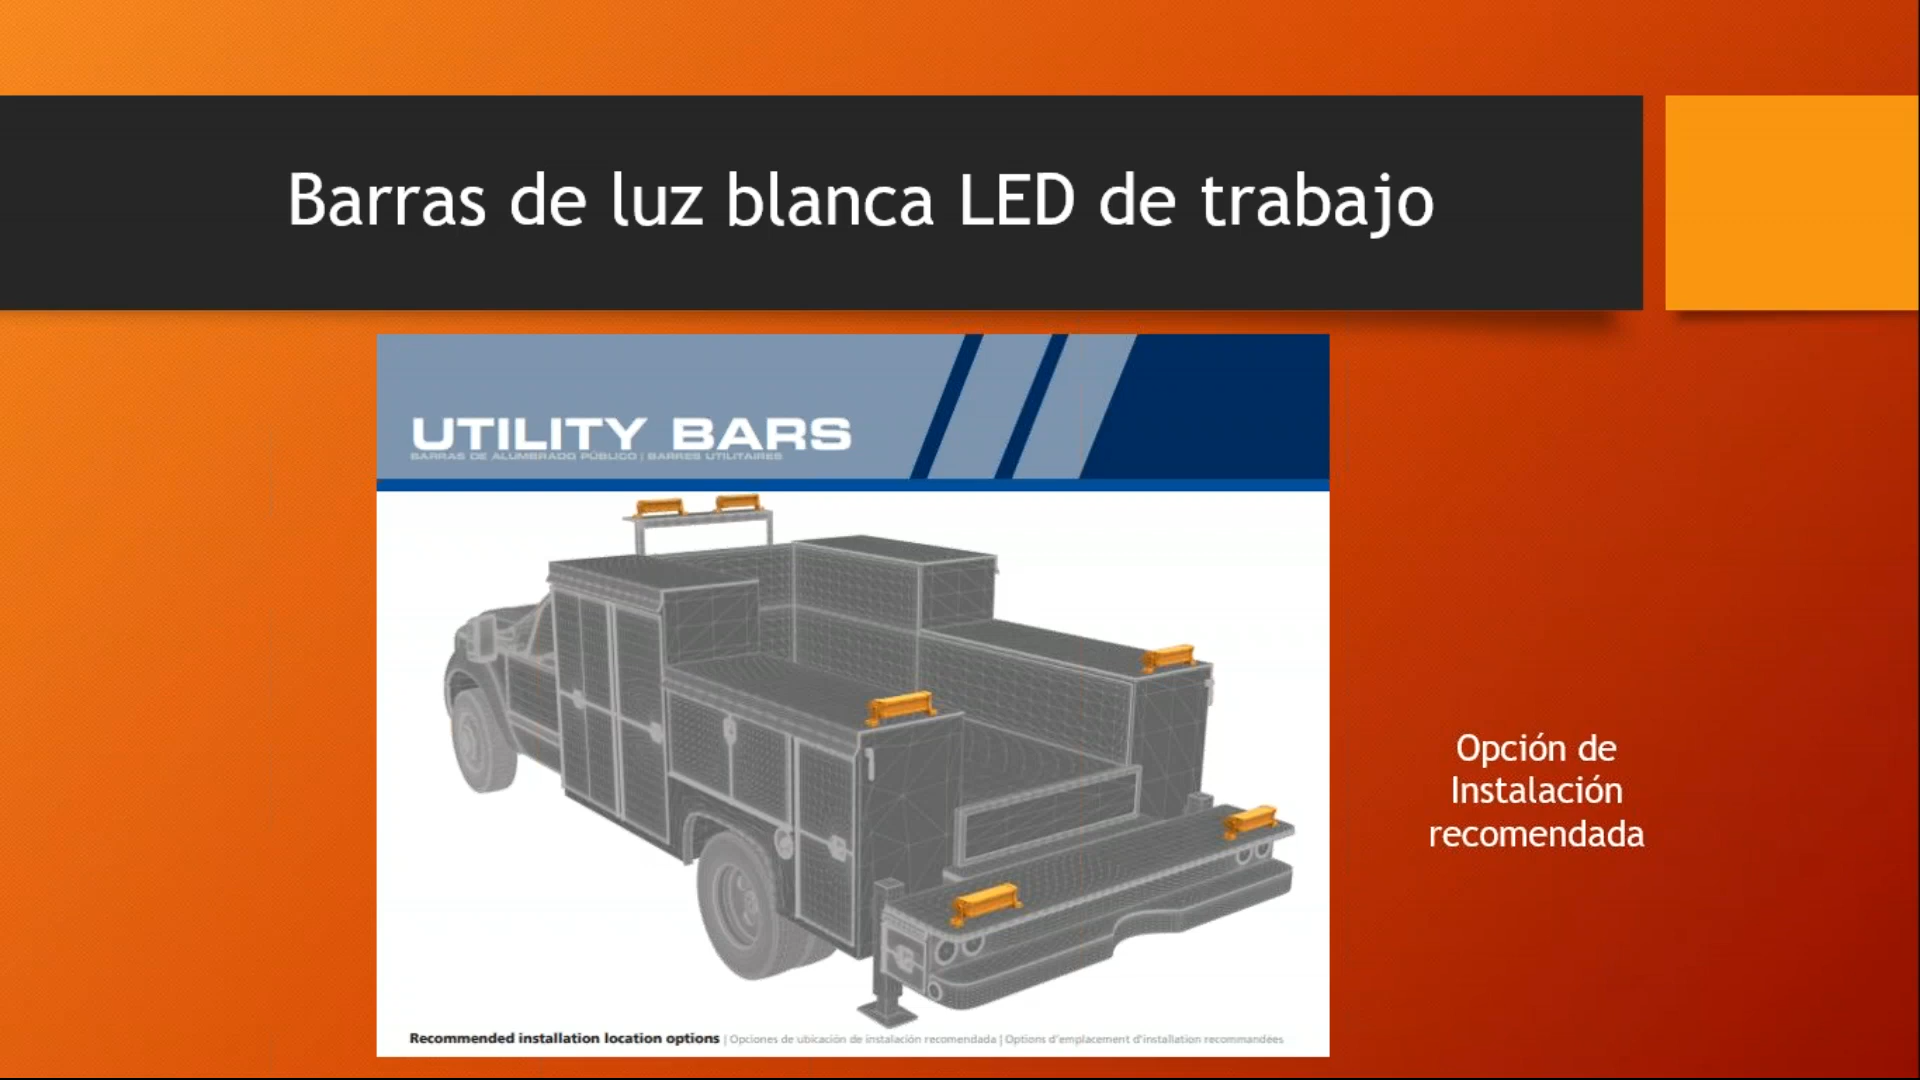 Barras de luz blanca LED de trabajo
UTILITY BARS
BARRAS DE ALUMBRADO PÚBLICO | BARRES UTILITAIRES
Opción de
Instalación
recomendada
Recommended installation location options | Opciones de ubicación de instalación recomendada | Options d'emplacement d'installation recommandées